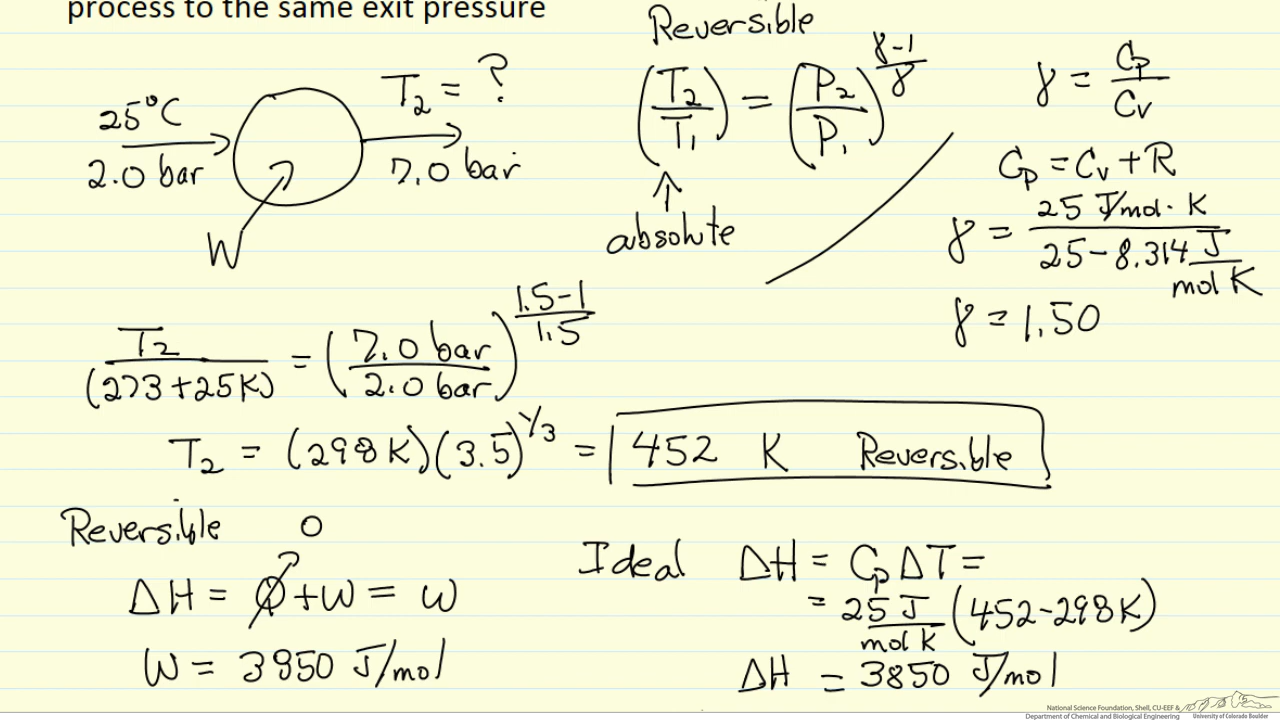 process to the same exit pressure
Reversible
25°C
2.0 bar
T₂ = ?
7.0 bar
W
(T₂/T₁) = (P₂/P₁)^((γ-1)/γ)
↑
absolute
γ = Cp/Cv
Cp = Cv + R
γ = 25 J/mol·K / (25-8.314 J/mol K)
γ = 1.50
T₂/(273+25K) = (7.0 bar/2.0 bar)^((1.5-1)/1.5)
T₂ = (298K)(3.5)^(1/3) = 452 K Reversible
Reversible
0
ΔH = Q + W = W
W = 3850 J/mol
Ideal ΔH = CpΔT =
= 25 J/mol K (452-298K)
ΔH = 3850 J/mol
National Science Foundation, Shell, CU-EEF &
Department of Chemical and Biological Engineering
University of Colorado Boulder